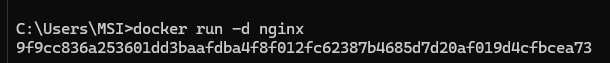 C:\Users\MSI>docker run -d nginx
9f9cc836a253601dd3baafdba4f8f012fc62387b4685d7d20af019d4cfbcea73